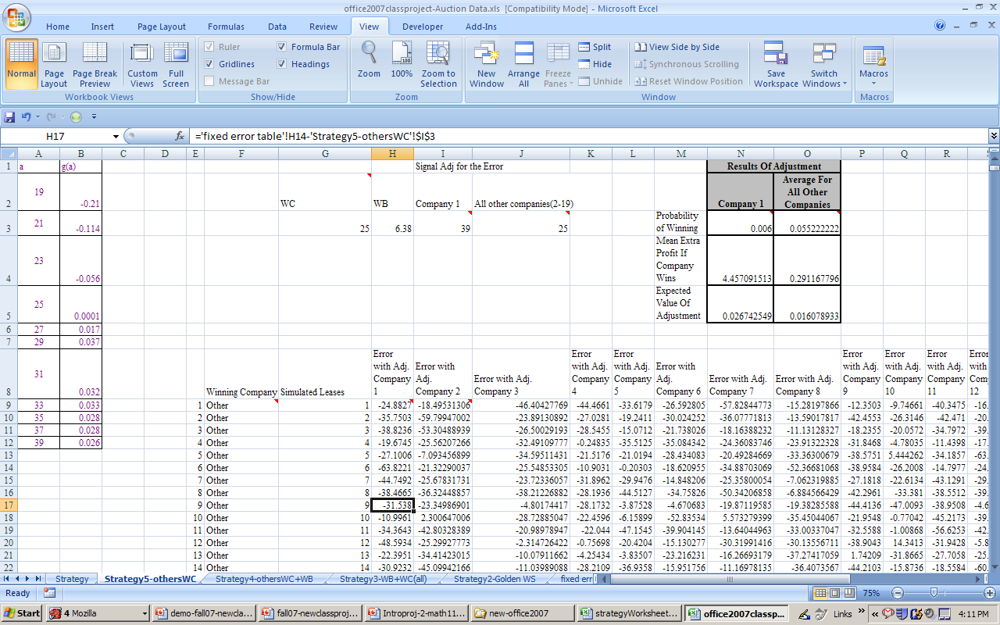 office2007classproject-Auction Data.xls [Compatibility Mode] - Microsoft Excel
Home Insert Page Layout Formulas Data Review View Developer Add-Ins
Normal Page Layout Page Break Preview Custom Views Full Screen
Workbook Views
Ruler Formula Bar
Gridlines Headings
Message Bar
Show/Hide
Zoom 100% Zoom to Selection
Zoom
New Window Arrange All Freeze Panes
Split View Side by Side
Hide Synchronous Scrolling
Unhide Reset Window Position
Save Workspace Switch Windows
Window
Macros
Macros
H17 fx ='fixed error table'!H14-'Strategy5-othersWC'!$I$3
A B C D E F G H I J K L M N O P Q R
1 a g(a) Signal Adj for the Error Results Of Adjustment
2 19 -0.21 WC WB Company 1 All other companies(2-19) Company 1 Average For All Other Companies
3 21 -0.114 25 6.38 39 25 Probability of Winning 0.006 0.055222222
4 23 -0.056 Mean Extra Profit If Company Wins 4.457091513 0.291167796
5 25 0.0001 Expected Value Of Adjustment 0.026742549 0.016078933
6 27 0.017
7 29 0.037
8 31 0.032 Winning Company Simulated Leases Error with Adj. Company 1 Error with Adj. Company 2 Error with Adj. Company 3 Error with Adj. Company 4 Error with Adj. Company 5 Error with Adj. Company 6 Error with Adj. Company 7 Error with Adj. Company 8 Error with Adj. Company 9 Error with Adj. Company 10 Error with Adj. Company 11 Error with Adj. Company 12
9 33 0.033 1 Other 1 -24.8827 -18.49531306 -46.40427769 -44.4661 -33.6179 -26.592805 -57.82844773 -15.28197866 -12.3503 -9.74661 -40.3475 -16.
10 35 0.028 2 Other 2 -35.7503 -59.79947002 -23.89130892 -27.0281 -19.2411 -30.024252 -36.07771813 -13.59017817 -42.4553 -26.3146 -42.471 -20.
11 37 0.028 3 Other 3 -38.8236 -53.30488939 -26.50029193 -28.5455 -15.0712 -21.738026 -18.16388232 -11.13128327 -18.2355 -20.0572 -34.7972 -39.
12 39 0.026 4 Other 4 -19.6745 -25.56207266 -32.49109777 -0.24835 -35.5125 -35.084342 -24.36083746 -23.91322328 -31.8468 -4.78035 -11.4398 -17.
13 5 Other 5 -27.1006 -7.093456899 -34.59511431 -21.5176 -21.0194 -28.434083 -20.49284669 -33.36300679 -38.5751 5.444262 -34.1857 -63.
14 6 Other 6 -63.8221 -21.32290037 -25.54853305 -10.9031 -0.20303 -18.620955 -34.88703069 -52.36681068 -38.9584 -26.2008 -14.7977 -24.
15 7 Other 7 -44.7492 -25.67831731 -23.72336057 -31.8962 -29.9476 -14.848206 -25.35800054 -7.062319885 -27.1818 -22.6134 -43.1291 -29.
16 8 Other 8 -38.4665 -36.32448857 -38.21226882 -28.1936 -44.5127 -34.75826 -50.34206858 -6.884566429 -42.2961 -33.381 -38.5512 -39.
17 9 Other 9 -31.538 -23.34986901 -4.80174417 -28.1732 -3.87528 -4.670683 -19.87119585 -19.38285588 -44.4136 -47.0093 -38.9508 -4.6
18 10 Other 10 -10.9961 2.300647006 -28.72885047 -22.4596 -6.15899 -52.83534 5.573279399 -35.45044067 -21.9548 -0.77042 -45.2173 -39.
19 11 Other 11 -34.3643 -42.80328389 -20.98978947 -22.044 -47.1545 -39.904145 -13.64044963 -33.00337047 -32.5588 -1.00868 -56.6253 -42.
20 12 Other 12 -48.5934 -25.29927773 -2.314726422 -0.75698 -20.4204 -15.130277 -30.31991416 -30.13556711 -38.9043 14.3413 -31.9428 -5.8
21 13 Other 13 -22.3951 -34.41423015 -10.07911662 -4.25434 -3.83507 -23.216231 -16.26693179 -37.27417059 1.74209 -31.8665 -27.7058 -25.
22 14 Other 14 -30.9232 -45.09942166 -11.03989088 -28.2109 -36.9358 -15.951756 -11.16978135 -36.4073567 -44.2103 -15.8736 -18.5584 -60.
Strategy Strategy5-othersWC Strategy4-othersWC+WB Strategy3-WB+WC(all) Strategy2-Golden WS fixed err
Ready 75%
Start 4 Mozilla demo-fall07-newclass... fall07-newclassproj... Introproj-2-math11... new-office2007 strategyWorksheet... office2007classp... Links » « 4:11 PM